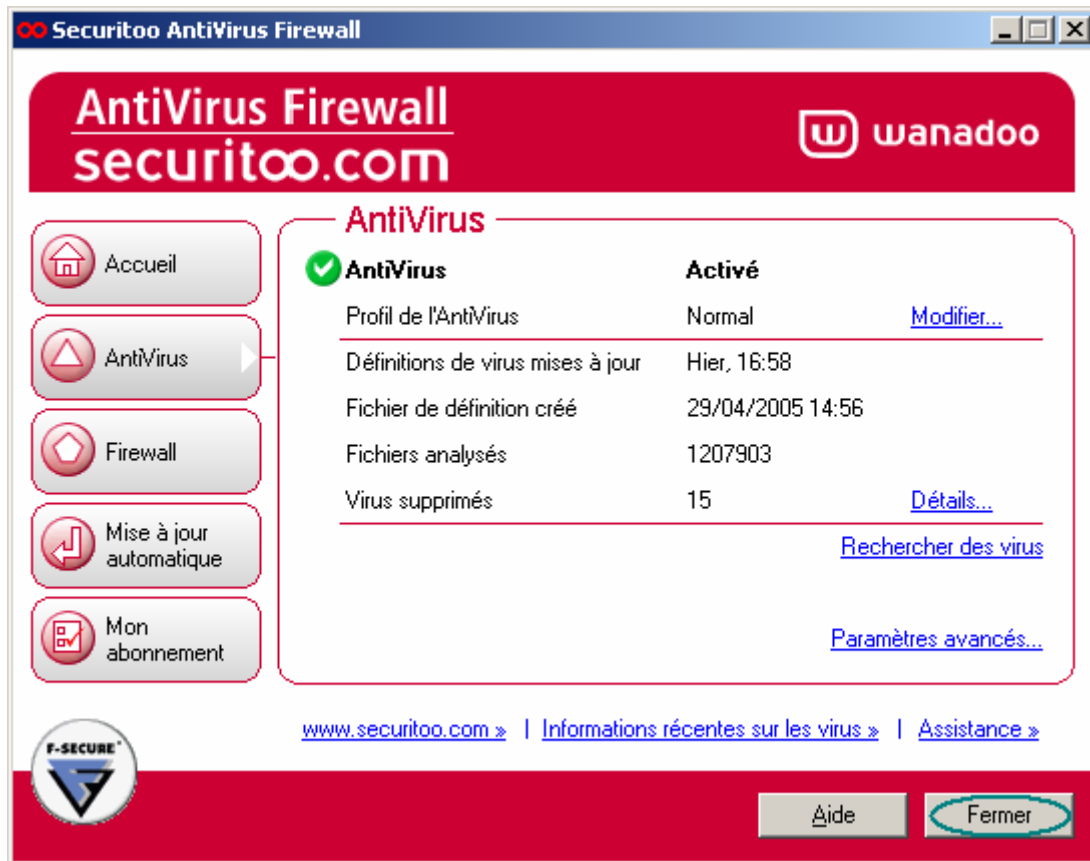 Securitoo AntiVirus Firewall
AntiVirus Firewall
securitoo.com
wanadoo
Accueil
AntiVirus
Firewall
Mise à jour
automatique
Mon
abonnement
AntiVirus
AntiVirus Activé
Profil de l'AntiVirus Normal Modifier...
Définitions de virus mises à jour Hier, 16:58
Fichier de définition créé 29/04/2005 14:56
Fichiers analysés 1207903
Virus supprimés 15 Détails...
Rechercher des virus
Paramètres avancés...
www.securitoo.com » | Informations récentes sur les virus » | Assistance »
F-SECURE
Aide Fermer